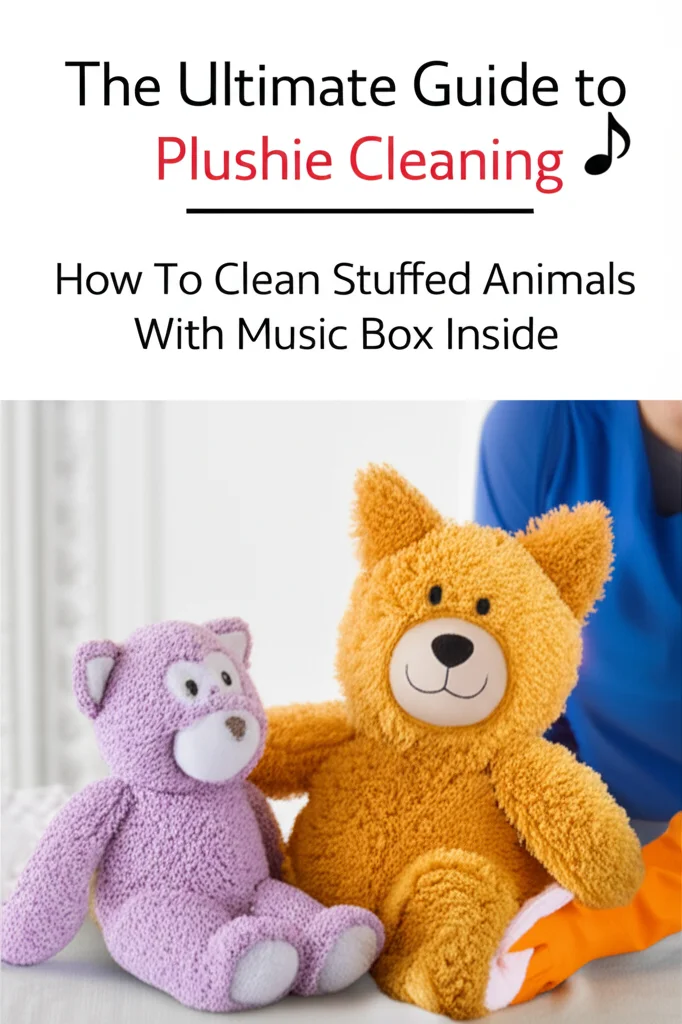 The Ultimate Guide to
Plushie Cleaning
How To Clean Stuffed Animals
With Music Box Inside